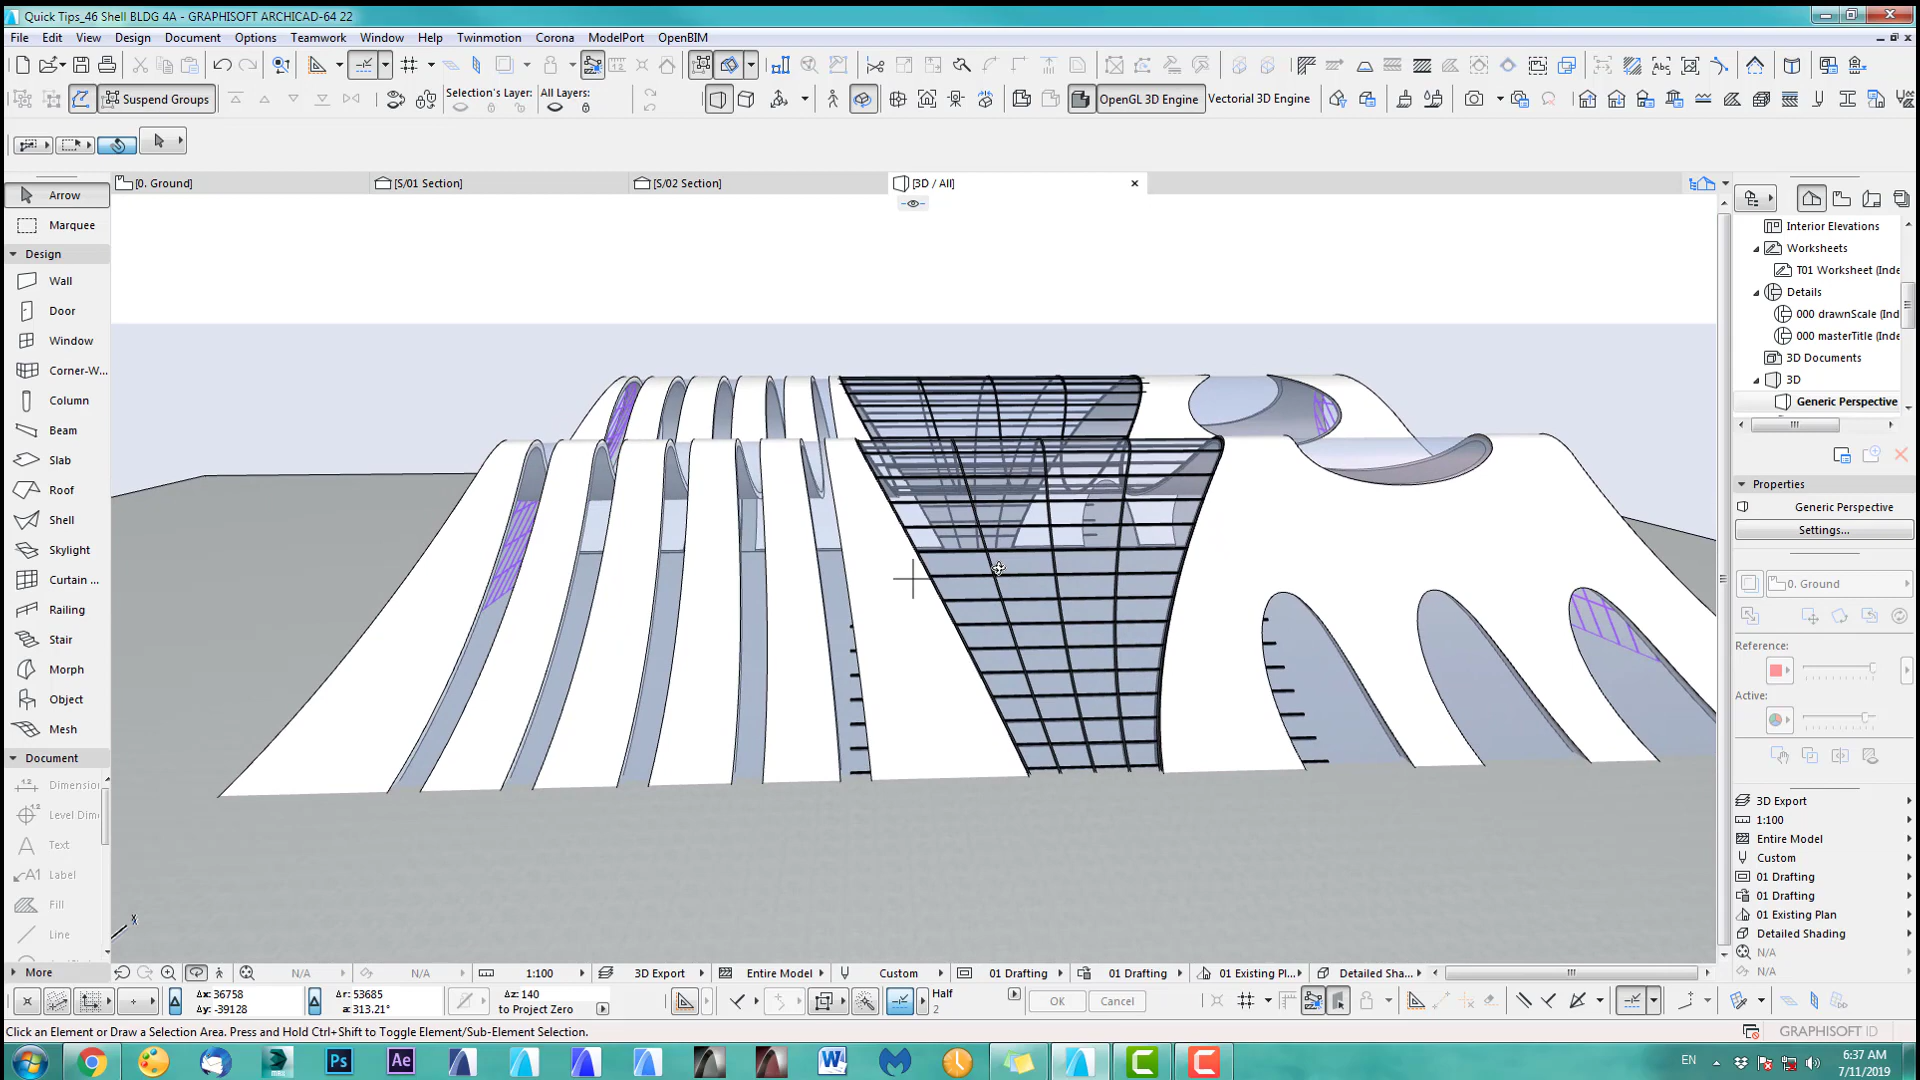 Quick Tips_46 Shell BLDG 4A - GRAPHISOFT ARCHICAD-64 22
File Edit View Design Document Options Teamwork Window Help Twinmotion Corona ModelPort OpenBIM
Suspend Groups
Selection's Layer:
All Layers:
OpenGL 3D Engine
Vectorial 3D Engine
[0. Ground]
[S/01 Section]
[S/02 Section]
[3D / All]
Arrow
Marquee
Design
Wall
Door
Window
Corner-W...
Column
Beam
Slab
Roof
Shell
Skylight
Curtain ...
Railing
Stair
Morph
Object
Mesh
Document
Dimensio
Level Dim
Text
A1 Label
Fill
Line
More
Interior Elevations
Worksheets
T01 Worksheet (Inde
Details
000 drawnScale (Ind
000 masterTitle (Inde
3D Documents
3D
Generic Perspective
Properties
Generic Perspective
Settings...
0. Ground
Reference:
Active:
3D Export
1:100
Entire Model
Custom
01 Drafting
01 Drafting
01 Existing Plan
Detailed Shading
N/A
N/A
x
N/A N/A 1:100 3D Export Entire Model Custom 01 Drafting 01 Drafting 01 Existing Pl... Detailed Sha...
Δx: 36758
Δy: -39128
Δr: 53685
a: 313.21°
Δz: 140
to Project Zero
Half
2
OK
Cancel
Click an Element or Draw a Selection Area. Press and Hold Ctrl+Shift to Toggle Element/Sub-Element Selection.
GRAPHISOFT ID
Ps
Ae
W
C
C
EN
6:37 AM
7/11/2019